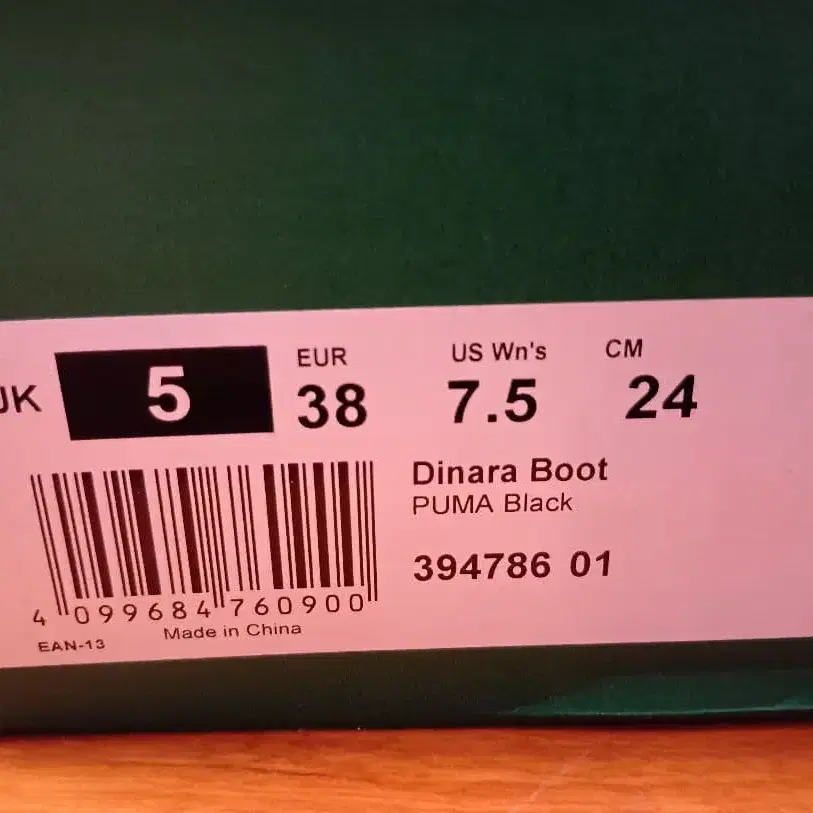 UK 5 EUR 38 US Wn's 7.5 CM 24
Dinara Boot
PUMA Black
394786 01
4 099684 760900
EAN-13 Made in China